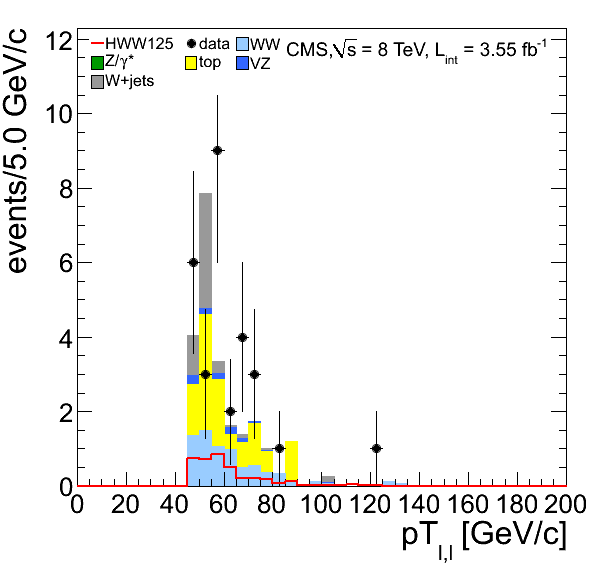 events/5.0 GeV/c
12
10
8
6
4
2
0
HWW125 data WW
Z/γ* top VZ
W+jets
CMS,√s = 8 TeV, L_int = 3.55 fb⁻¹
0 20 40 60 80 100 120 140 160 180 200
pT_l,l [GeV/c]